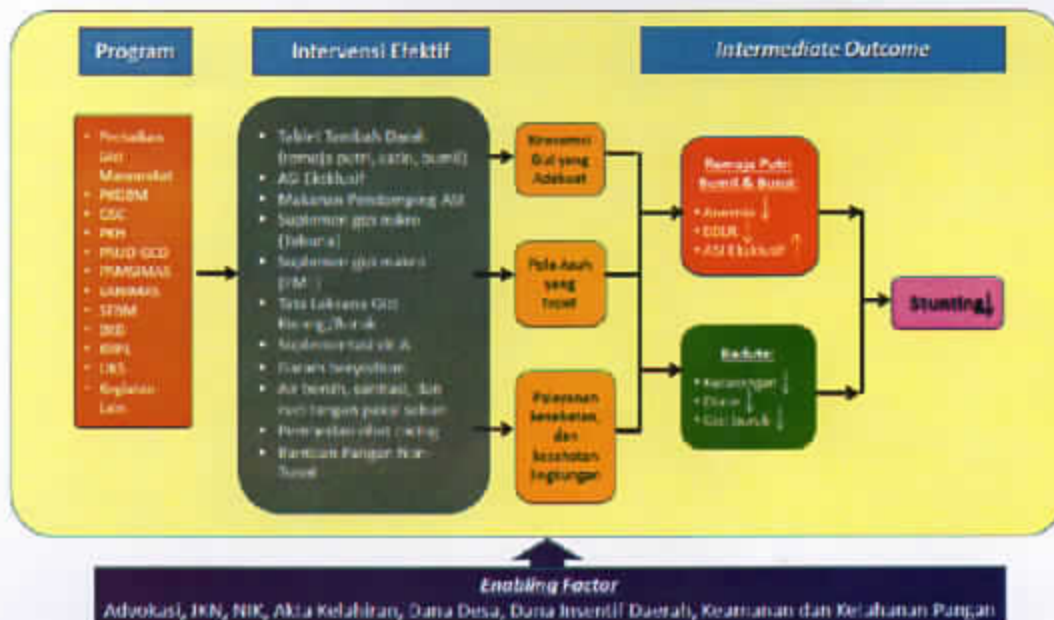 Program
Intervensi Efektif
Intermediate Outcome
• Perbaikan
Gizi
Masyarakat
• PKGBM
• GSC
• PKH
• PAUD-GCD
• PAMSIMAS
• SANIMAS
• STBM
• BKB
• KRPL
• UKS
• Kegiatan
Lain
• Tablet Tambah Darah
(remaja putri, catin, bumil)
• ASI Eksklusif
• Makanan Pendamping ASI
• Suplemen gizi mikro
(Taburia)
• Suplemen gizi makro
• Tata Laksana Gizi
Kurang/Buruk
• Suplementasi vit A
• Garam beryodium
• Air bersih, sanitasi, dan
cuci tangan pakai sabun
• Pemberian obat cacing
• Bantuan Pangan Non-
Tunai
Konsumsi
Gizi yang
Adekuat
Pola Asuh
yang
Tepat
Pelayanan
kesehatan,
dan
kesehatan
lingkungan
Remaja Putri
Bumil & Busui:
• Anemia ↓
• BBLR ↓
• ASI Eksklusif ↑
Baduta:
• Kecacingan ↓
• Diare ↓
• Gizi buruk ↓
Stunting↓
Enabling Factor
Advokasi, JKN, NIK, Akta Kelahiran, Dana Desa, Dana Insentif Daerah, Keamanan dan Ketahanan Pangan